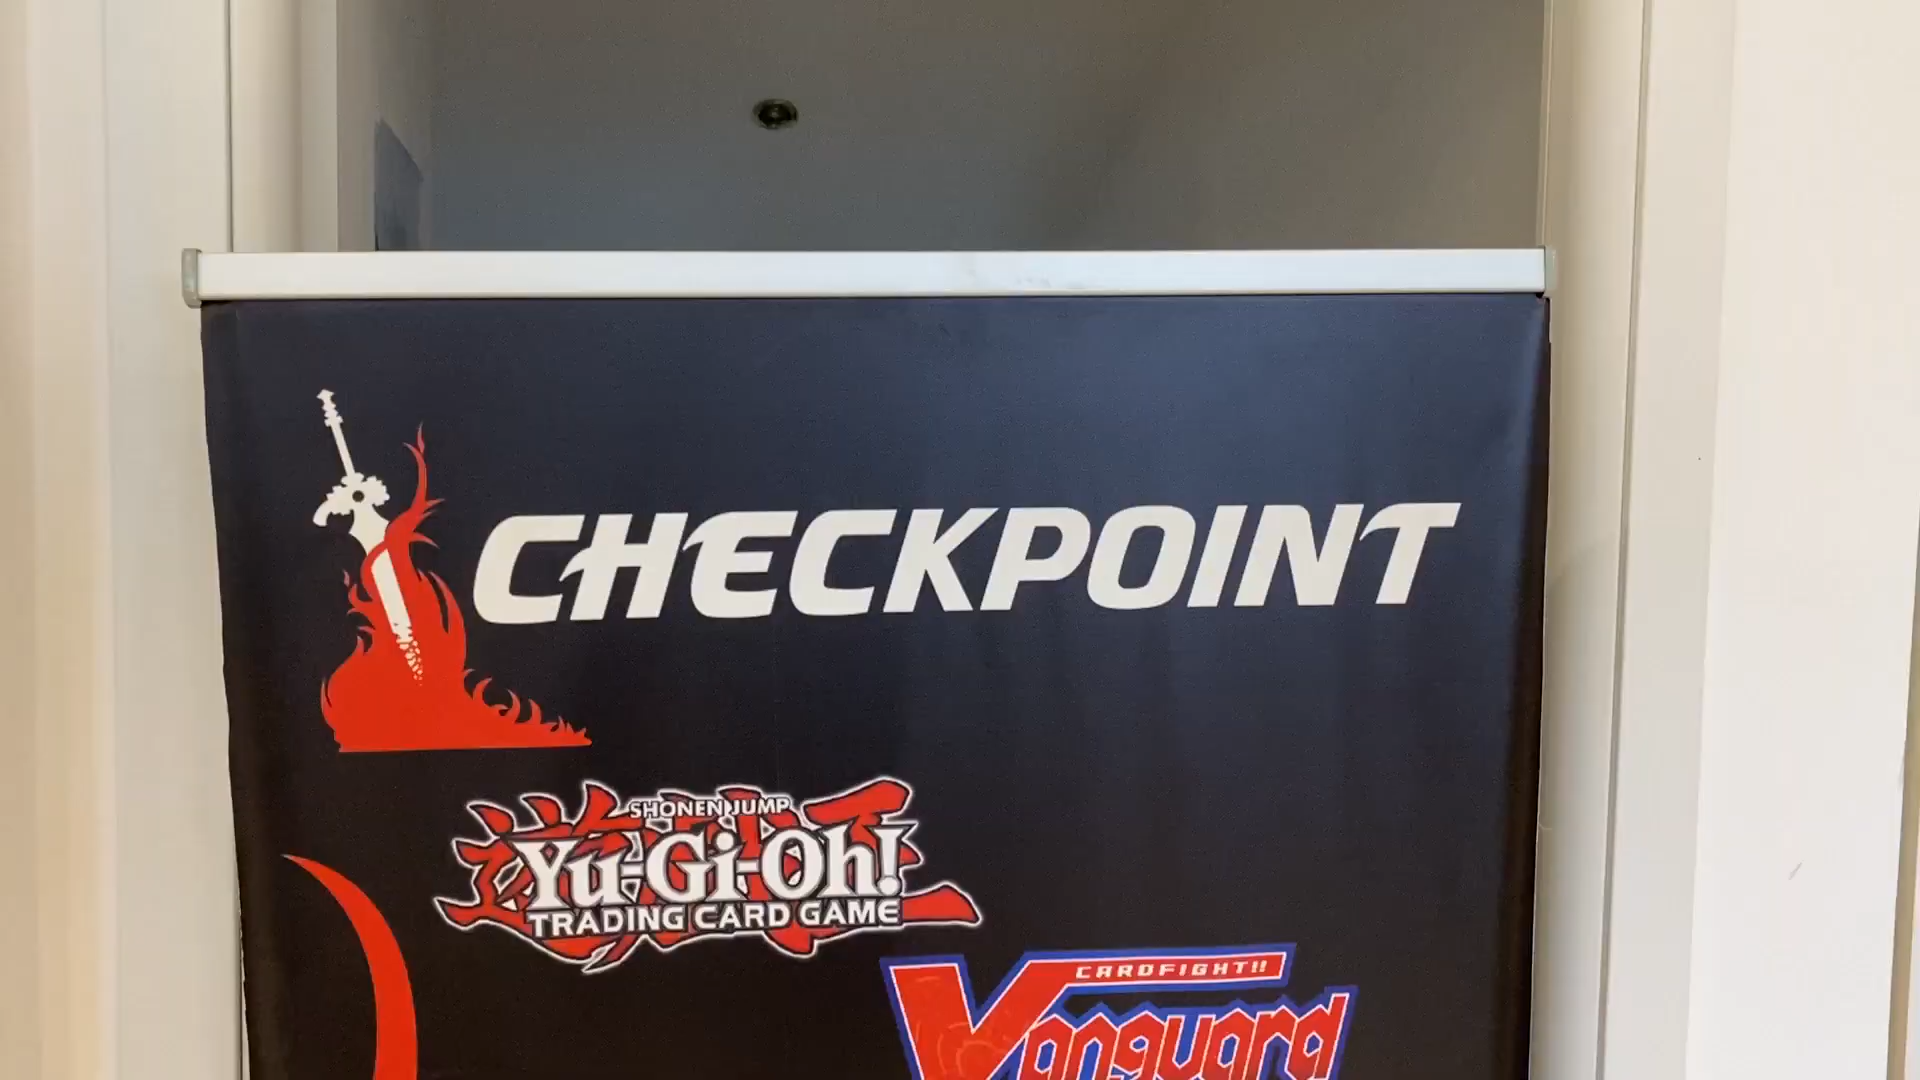 CHECKPOINT
SHONEN JUMP
Yu-Gi-Oh!
TRADING CARD GAME
CARDFIGHT!!
Vanguard